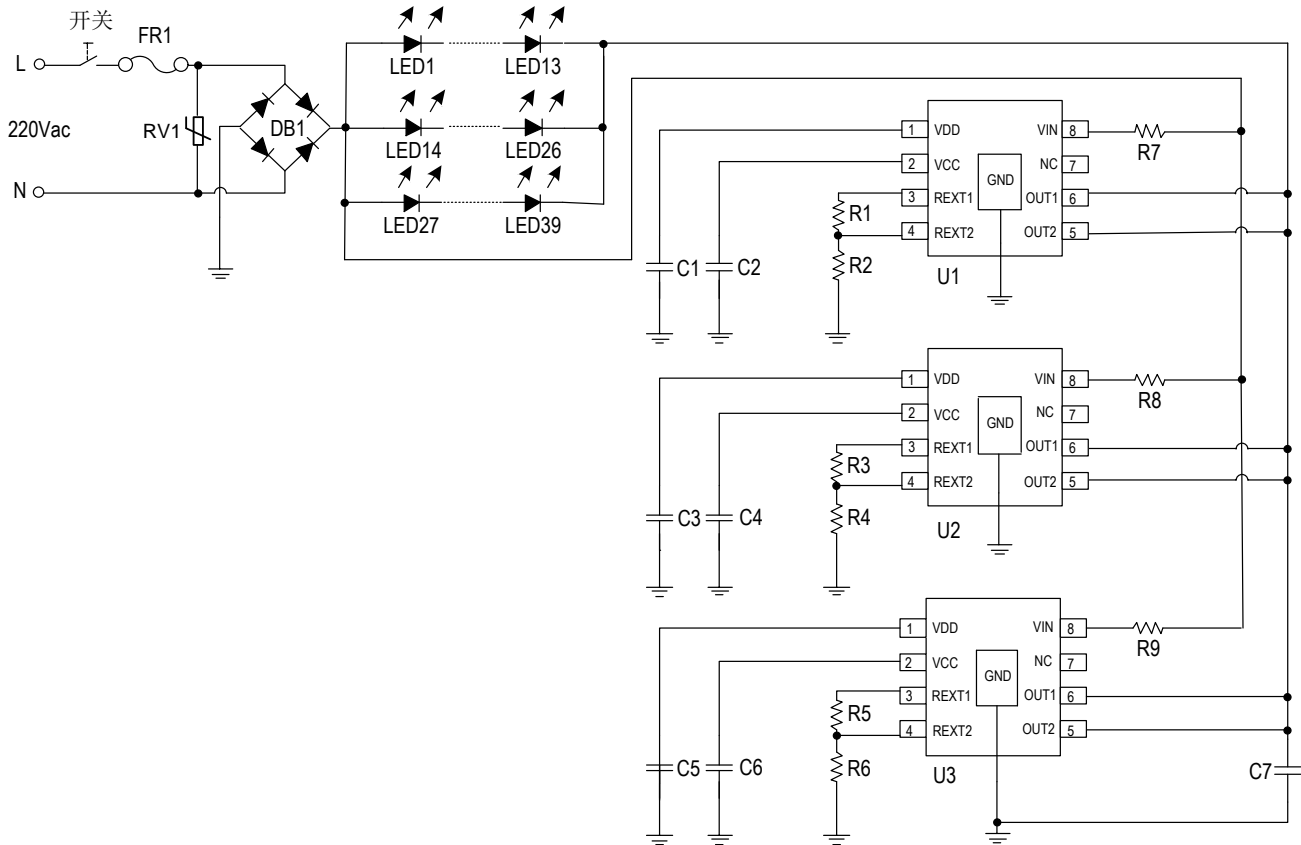 开关
FR1
L
220Vac
RV1
DB1
N
LED1
LED13
LED14
LED26
LED27
LED39
1 VDD VIN 8
2 VCC NC 7
GND
3 REXT1 OUT1 6
4 REXT2 OUT2 5
R7
R1
R2
C1
C2
U1
1 VDD VIN 8
2 VCC NC 7
GND
3 REXT1 OUT1 6
4 REXT2 OUT2 5
R8
R3
R4
C3
C4
U2
1 VDD VIN 8
2 VCC NC 7
GND
3 REXT1 OUT1 6
4 REXT2 OUT2 5
R9
R5
R6
C5
C6
U3
C7